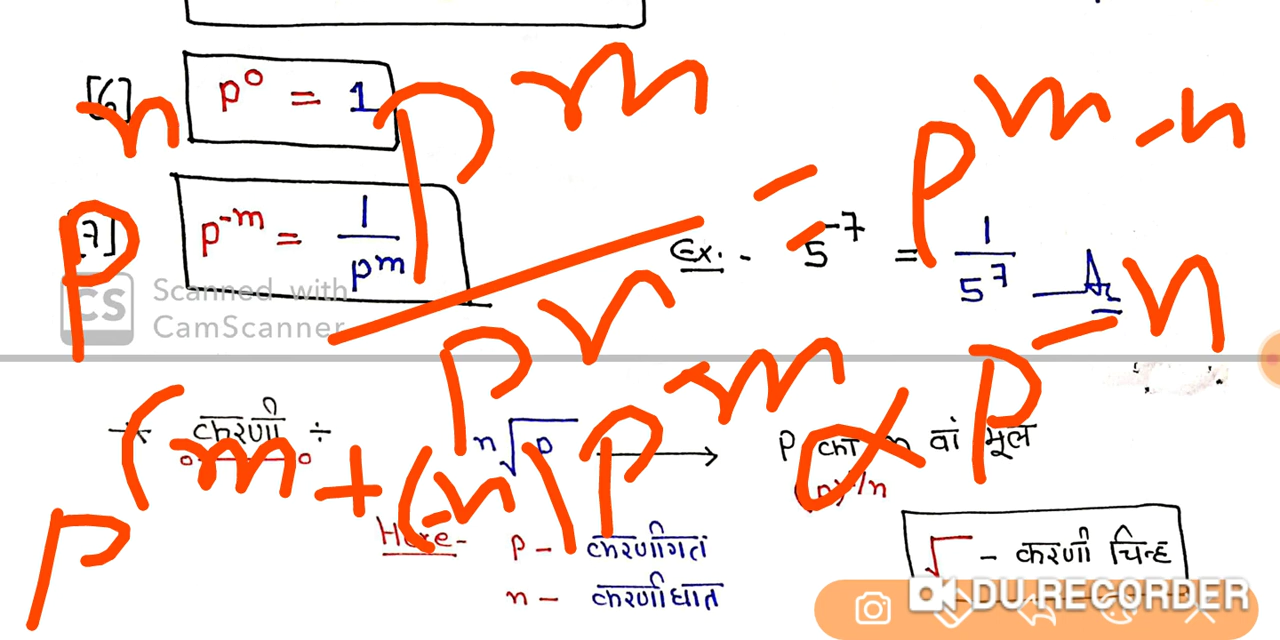 [6] p⁰ = 1
[7] p⁻ᵐ = 1/pᵐ Ex. - 5⁻⁷ = 1/5⁷ Ans
pᵐ = pᵐ⁻ⁿ
pⁿ
Scanned with
CamScanner
pᵐ α p⁻ⁿ
p⁽ᵐ⁺⁽⁻ⁿ⁾
करणी ÷ ⁿ√p → p का n वां मूल
(p)¹/ⁿ
Here- p - करणीगत √ - करणी चिन्ह
n - करणीघात
DU RECORDER